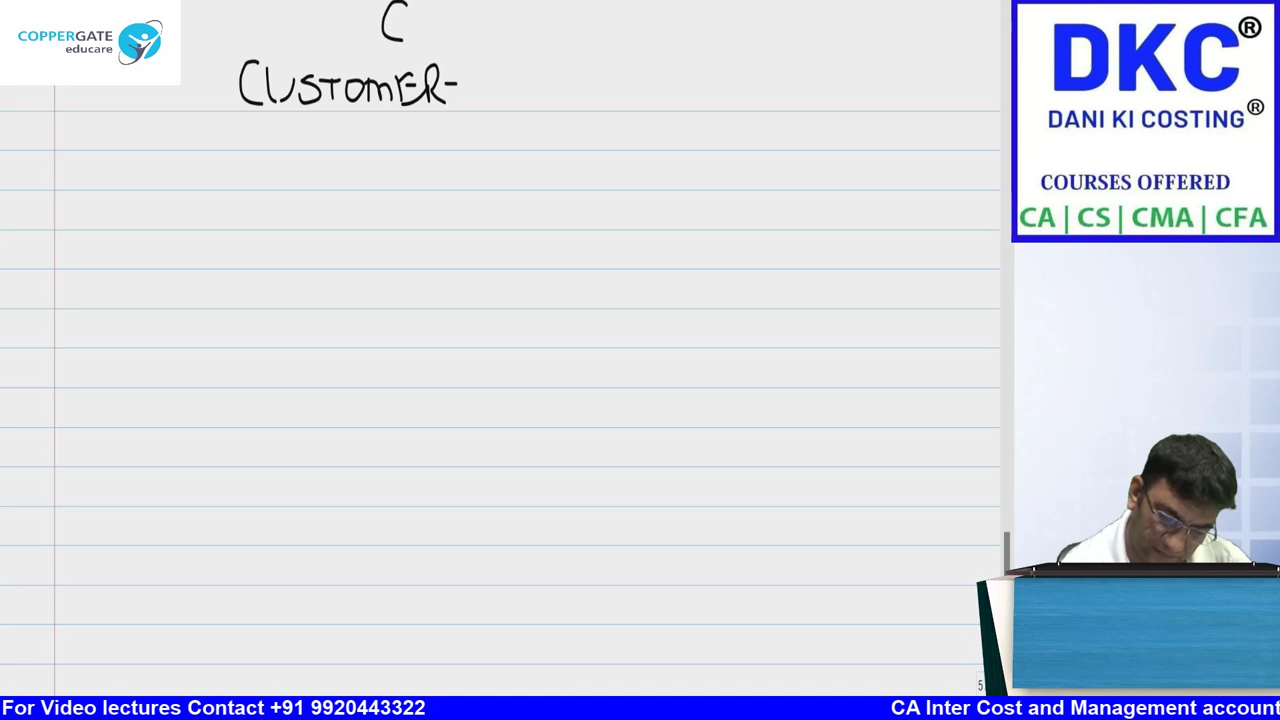 COPPERGATE
educare
C
CUSTOMER-
DKC®
DANI KI COSTING®
COURSES OFFERED
CA | CS | CMA | CFA
5
For Video lectures Contact +91 9920443322
CA Inter Cost and Management account